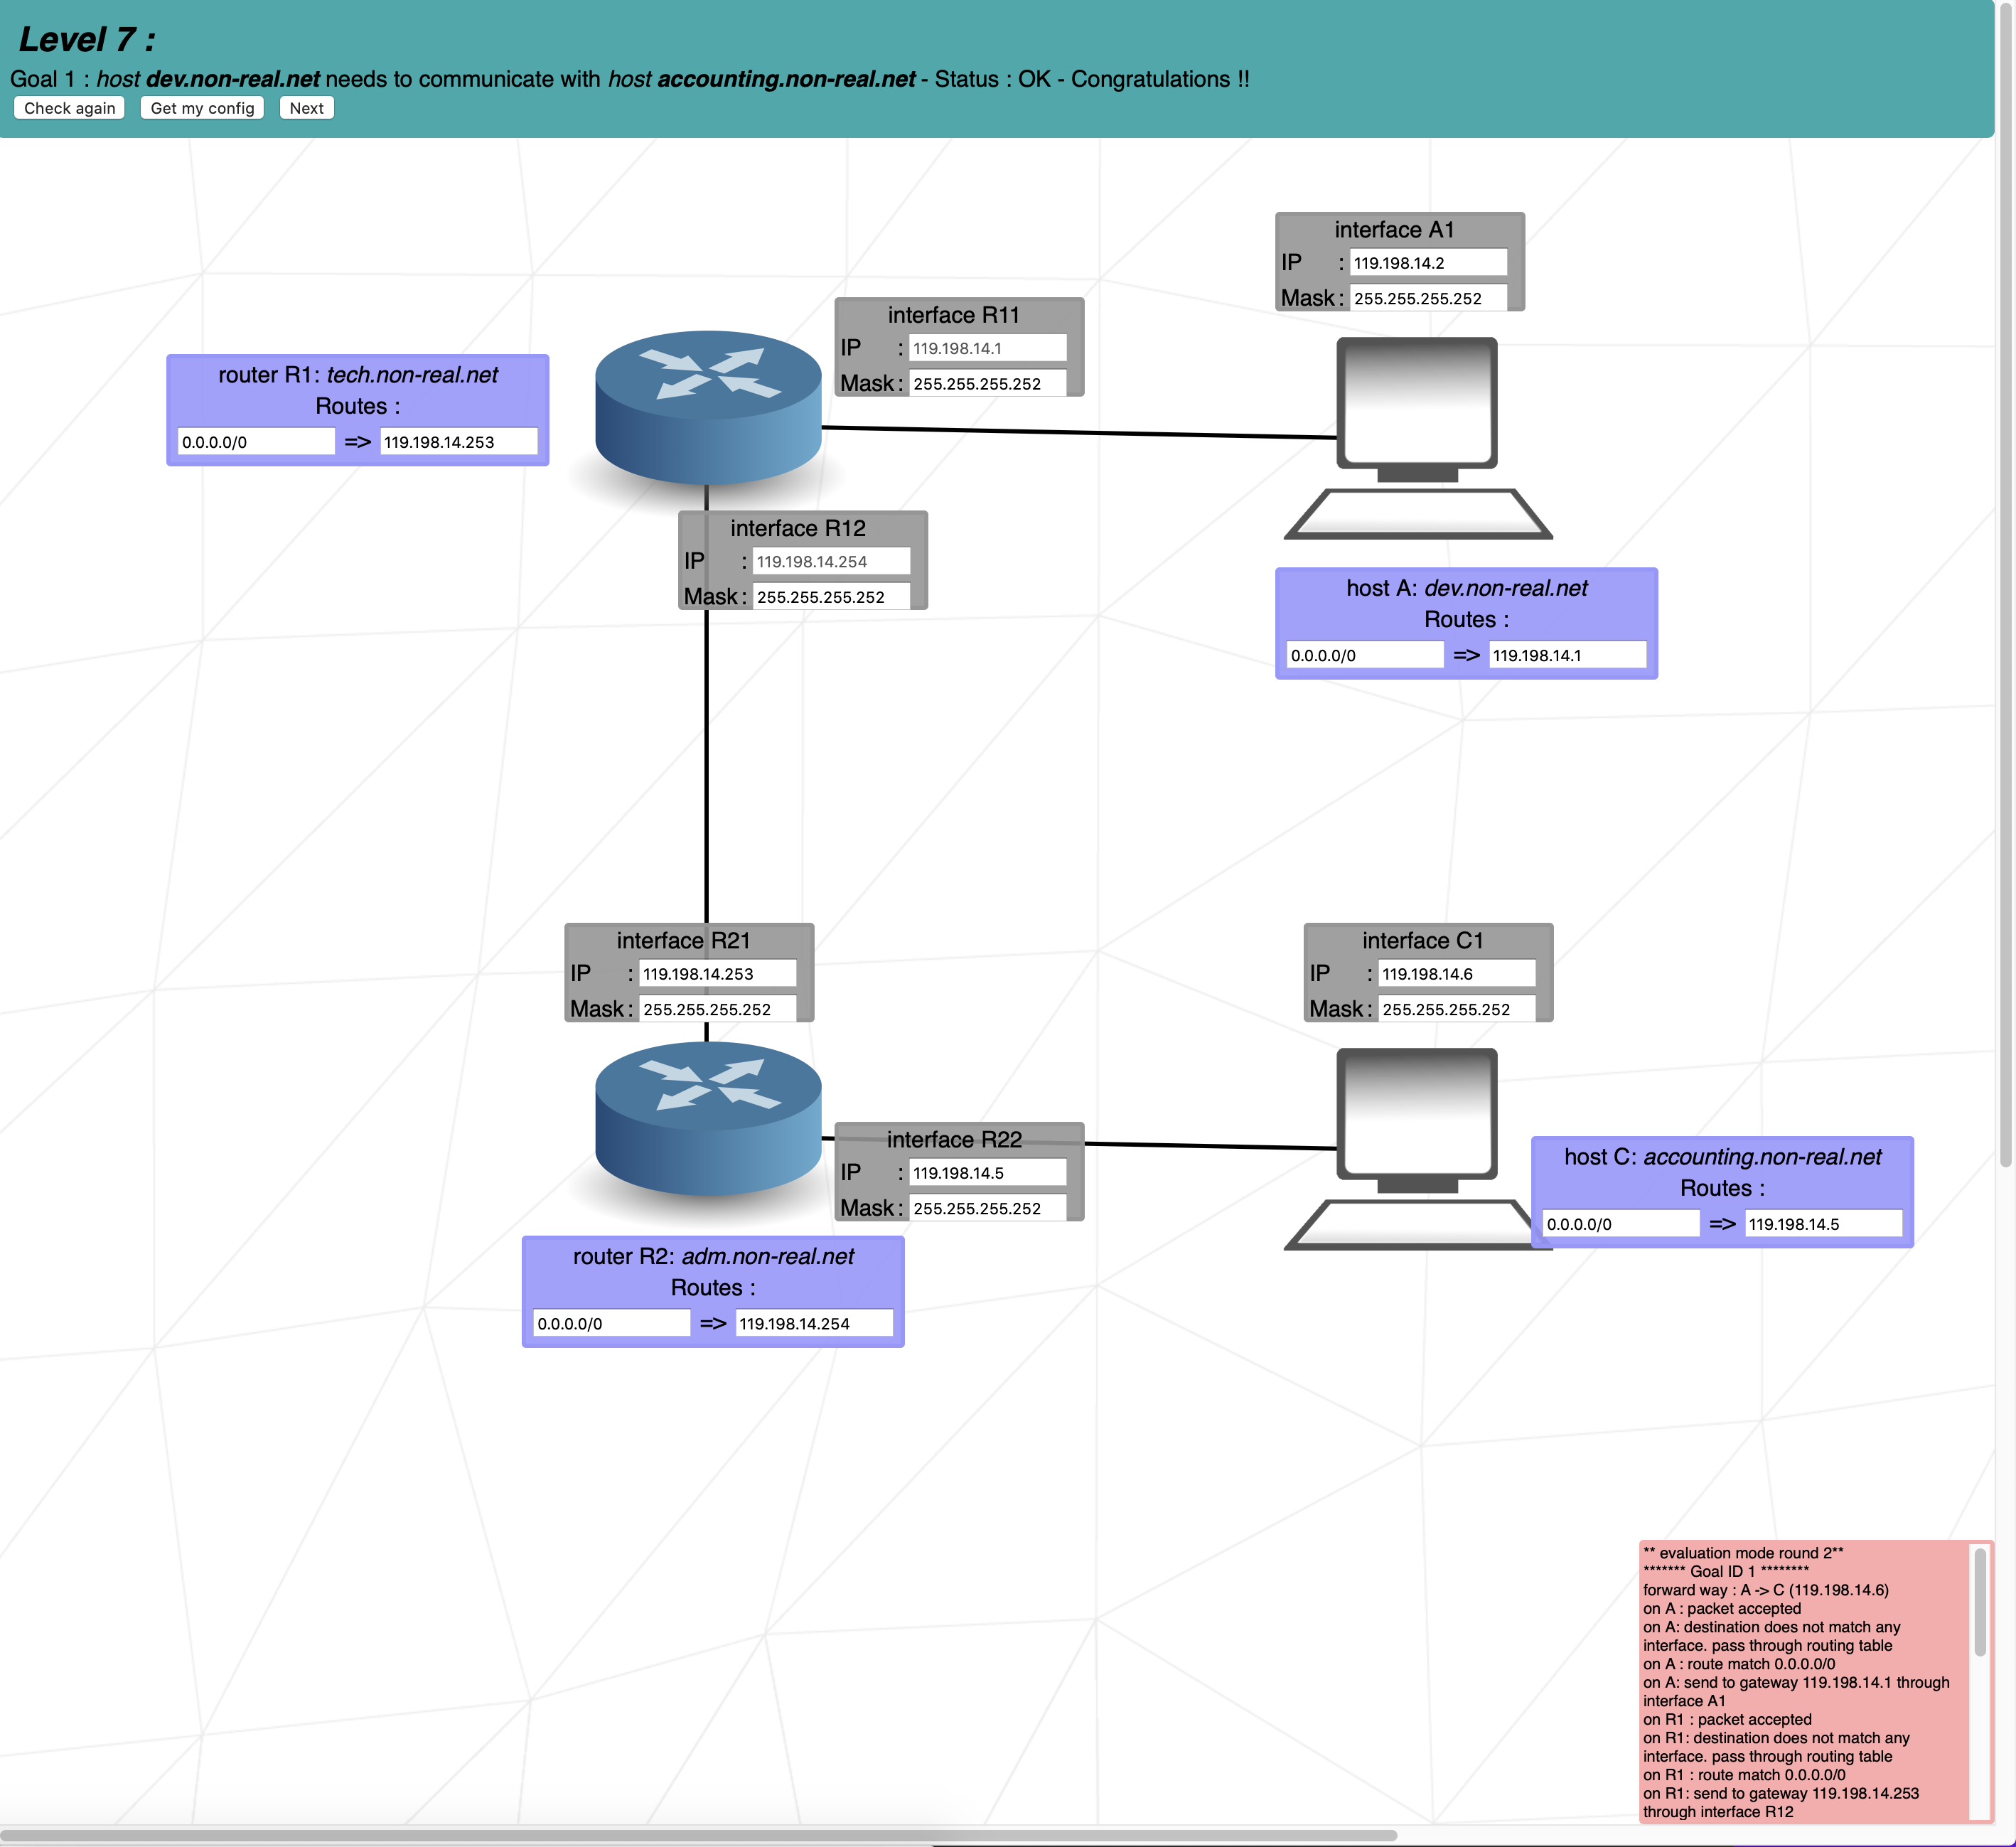 Level 7 :
Goal 1 : host dev.non-real.net needs to communicate with host accounting.non-real.net - Status : OK - Congratulations !!
Check again Get my config Next
interface A1
IP : 119.198.14.2
Mask : 255.255.255.252
interface R11
IP : 119.198.14.1
Mask : 255.255.255.252
router R1: tech.non-real.net
Routes :
0.0.0.0/0 => 119.198.14.253
interface R12
IP : 119.198.14.254
Mask : 255.255.255.252
host A: dev.non-real.net
Routes :
0.0.0.0/0 => 119.198.14.1
interface R21
IP : 119.198.14.253
Mask : 255.255.255.252
interface C1
IP : 119.198.14.6
Mask : 255.255.255.252
interface R22
IP : 119.198.14.5
Mask : 255.255.255.252
host C: accounting.non-real.net
Routes :
0.0.0.0/0 => 119.198.14.5
router R2: adm.non-real.net
Routes :
0.0.0.0/0 => 119.198.14.254
** evaluation mode round 2**
******* Goal ID 1 ********
forward way : A -> C (119.198.14.6)
on A : packet accepted
on A: destination does not match any
interface. pass through routing table
on A : route match 0.0.0.0/0
on A: send to gateway 119.198.14.1 through
interface A1
on R1 : packet accepted
on R1: destination does not match any
interface. pass through routing table
on R1 : route match 0.0.0.0/0
on R1: send to gateway 119.198.14.253
through interface R12